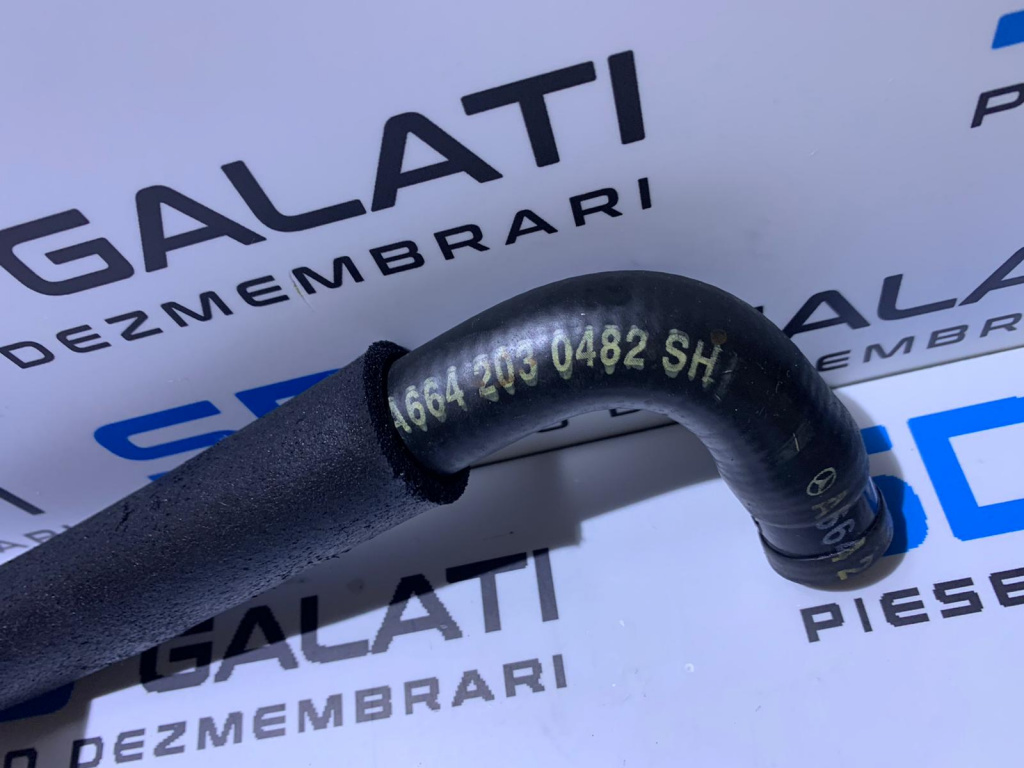 GALATI
DEZMEMBRARI
A664 203 0482 SH
GALATI
DEZMEMBRARI
PIESE